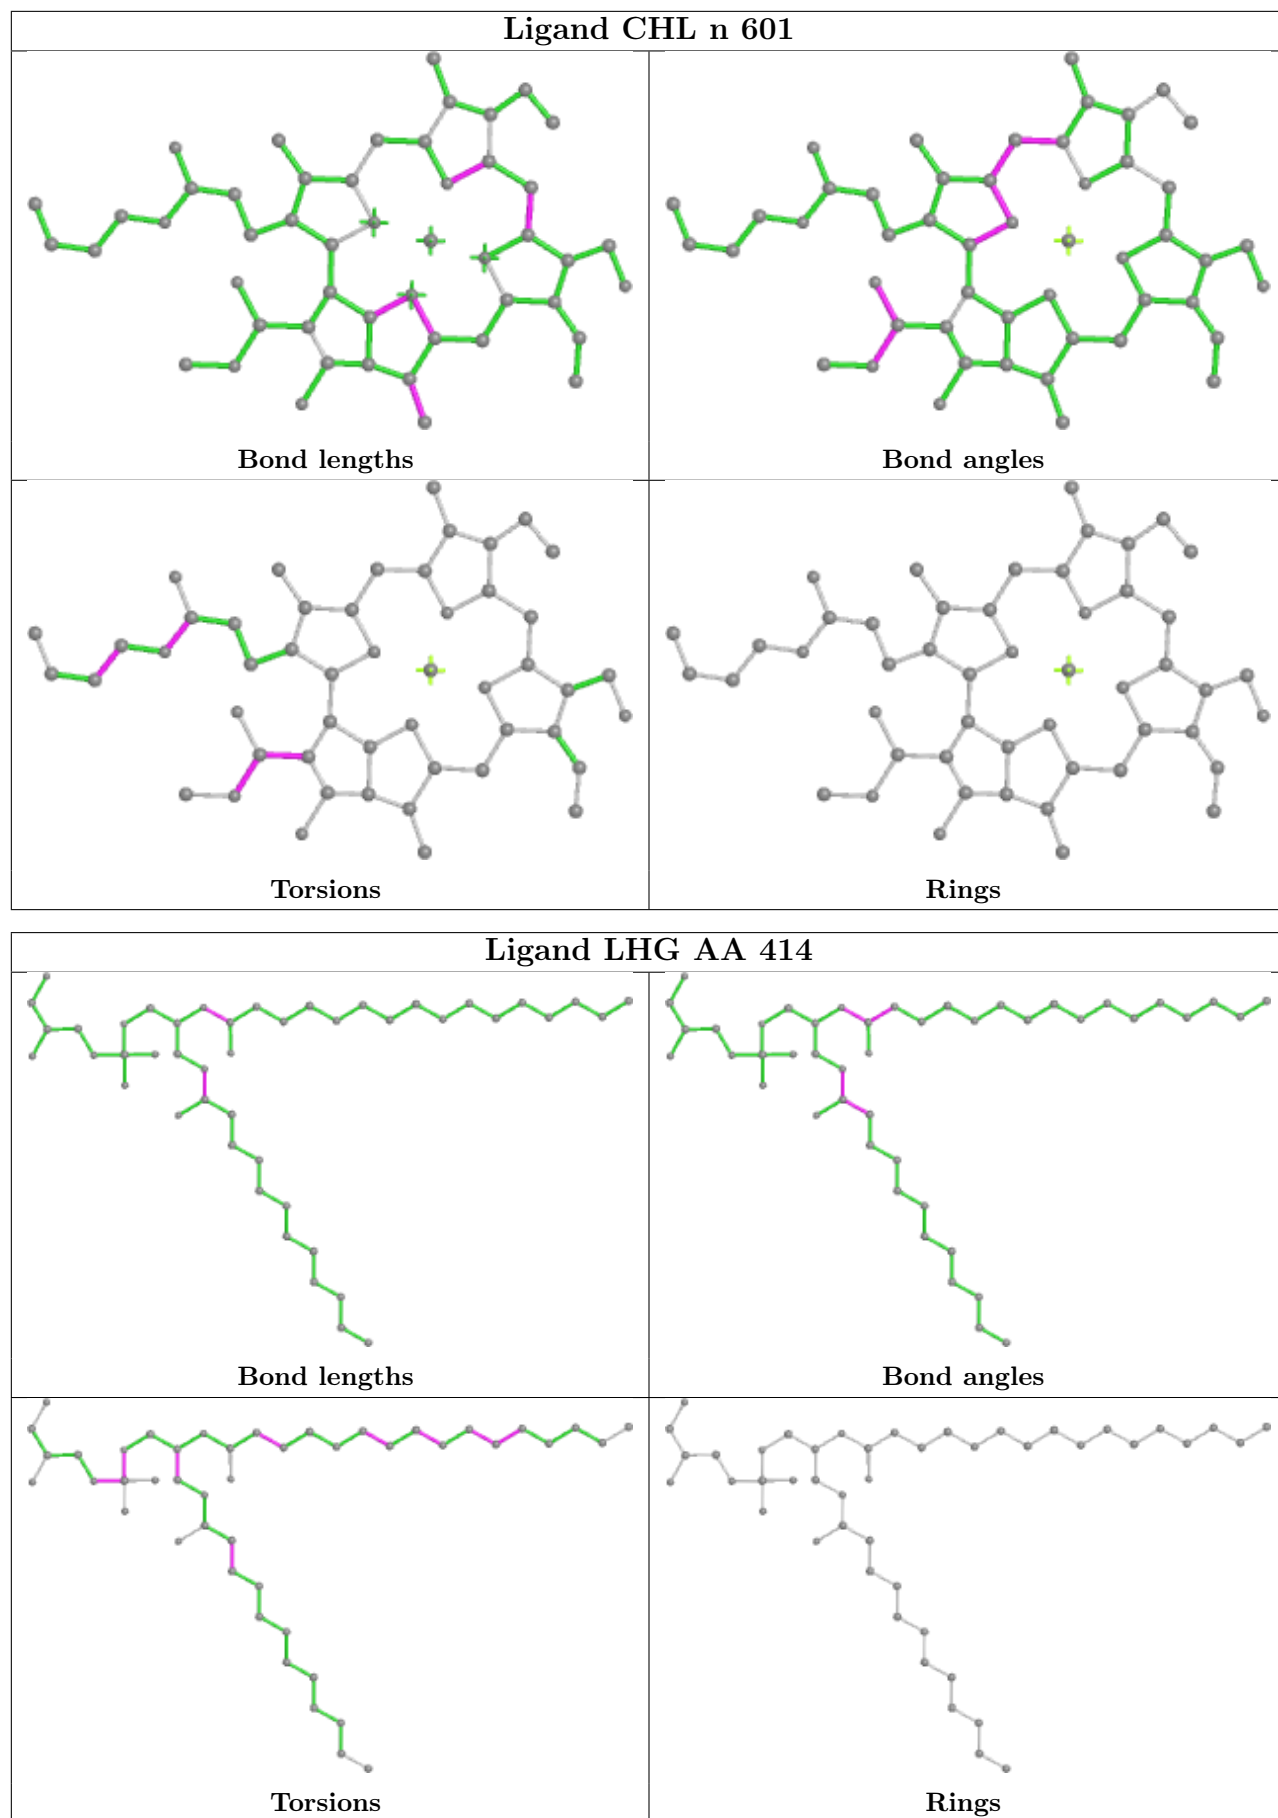 Ligand CHL n 601
Bond lengths
Bond angles
Torsions
Rings
Ligand LHG AA 414
Bond lengths
Bond angles
Torsions
Rings